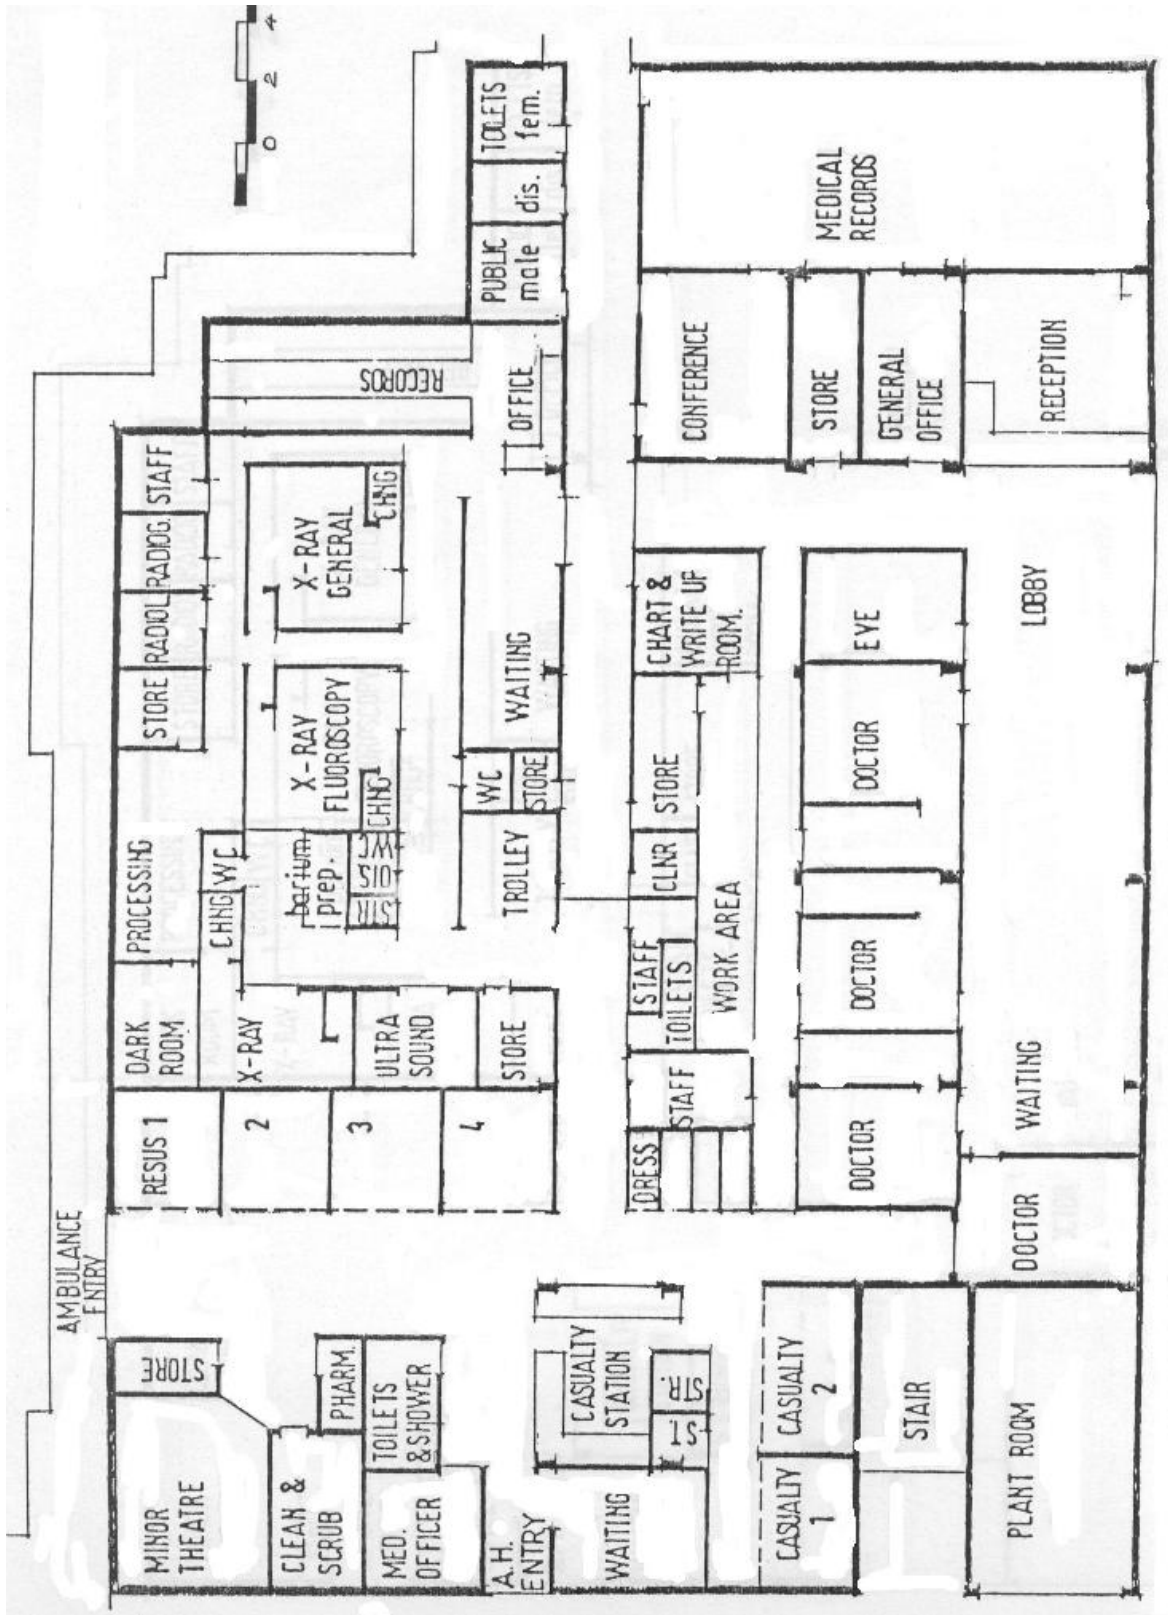 AMBULANCE
ENTRY
MINOR
THEATRE
STORE
CLEAN &
SCRUB
PHARM.
MED.
OFFICER
TOILETS
& SHOWER
A.H.
ENTRY
WAITING
CASUALTY
STATION
S.T.
STR.
CASUALTY
1
CASUALTY
2
STAIR
PLANT ROOM
RESUS 1
2
3
4
DARK
ROOM
X-RAY
ULTRA
SOUND
STORE
PROCESSING
CHNG
WC
barium
prep.
STR
DIS
WC
CHNG
X-RAY
FLUOROSCOPY
TROLLEY
WC
STORE
WAITING
STORE
RADIOL.
RADIOG.
STAFF
X-RAY
GENERAL
CHNG
RECORDS
OFFICE
PUBLIC
male
dis.
TOILETS
fem.
0 2 4
DRESS
STAFF
STAFF
TOILETS
CLNR
STORE
WORK AREA
CHART &
WRITE UP
ROOM.
DOCTOR
DOCTOR
DOCTOR
EYE
DOCTOR
WAITING
LOBBY
CONFERENCE
STORE
GENERAL
OFFICE
RECEPTION
MEDICAL
RECORDS